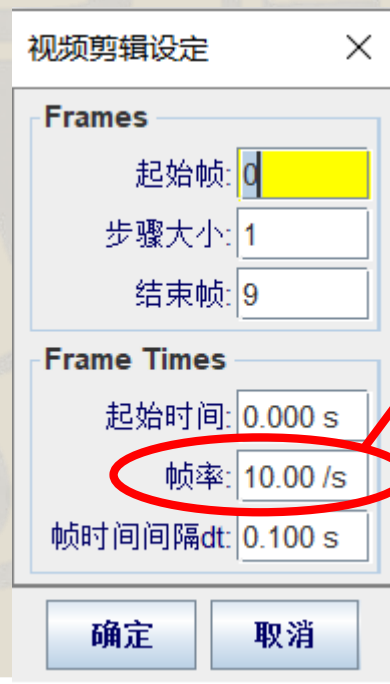 视频剪辑设定
Frames
起始帧: 0
步骤大小: 1
结束帧: 9
Frame Times
起始时间: 0.000 s
帧率: 10.00 /s
帧时间间隔dt: 0.100 s
确定 取消